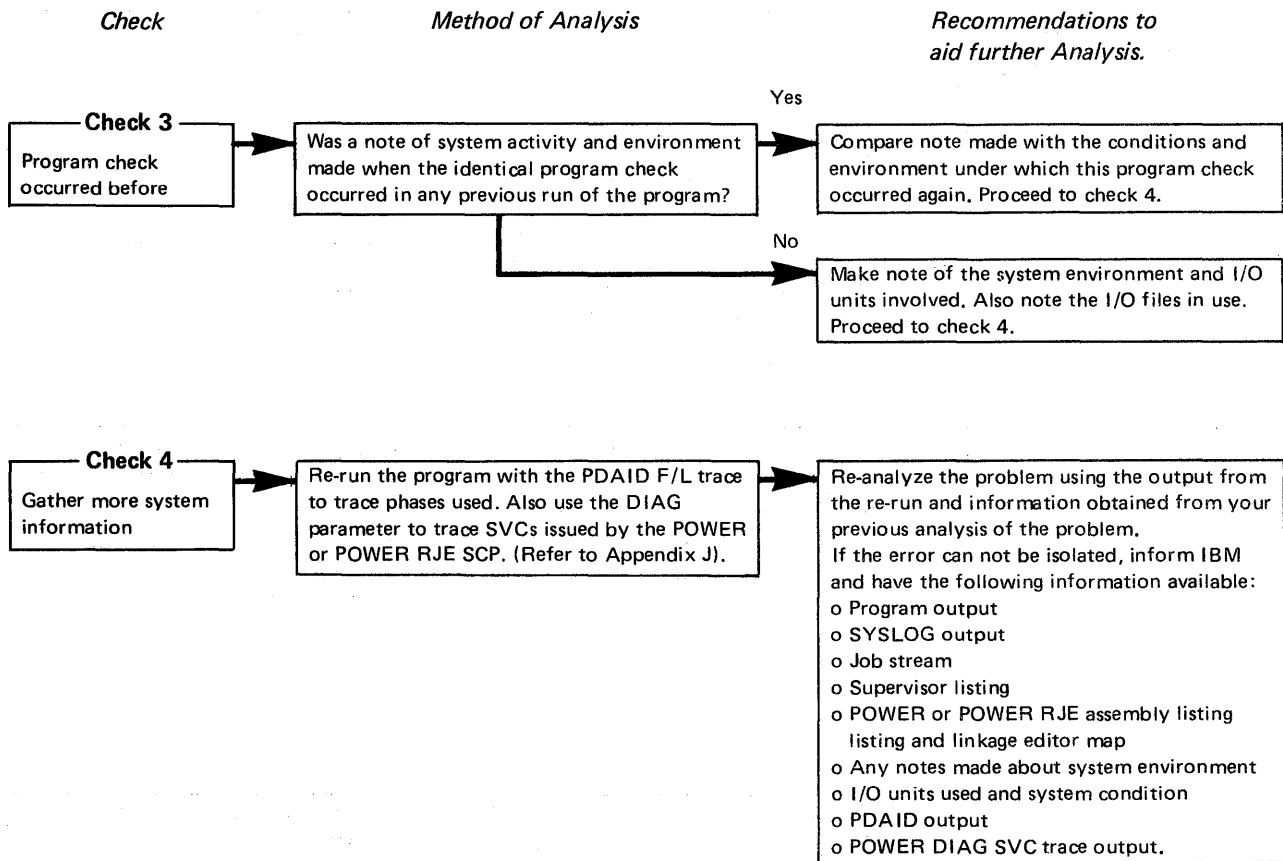 Check
Method of Analysis
Recommendations to
aid further Analysis.
Check 3
Program check
occurred before
Was a note of system activity and environment
made when the identical program check
occurred in any previous run of the program?
Yes
Compare note made with the conditions and
environment under which this program check
occurred again. Proceed to check 4.
No
Make note of the system environment and I/O
units involved. Also note the I/O files in use.
Proceed to check 4.
Check 4
Gather more system
information
Re-run the program with the PDAID F/L trace
to trace phases used. Also use the DIAG
parameter to trace SVCs issued by the POWER
or POWER RJE SCP. (Refer to Appendix J).
Re-analyze the problem using the output from
the re-run and information obtained from your
previous analysis of the problem.
If the error can not be isolated, inform IBM
and have the following information available:
o Program output
o SYSLOG output
o Job stream
o Supervisor listing
o POWER or POWER RJE assembly listing
listing and linkage editor map
o Any notes made about system environment
o I/O units used and system condition
o PDAID output
o POWER DIAG SVC trace output.